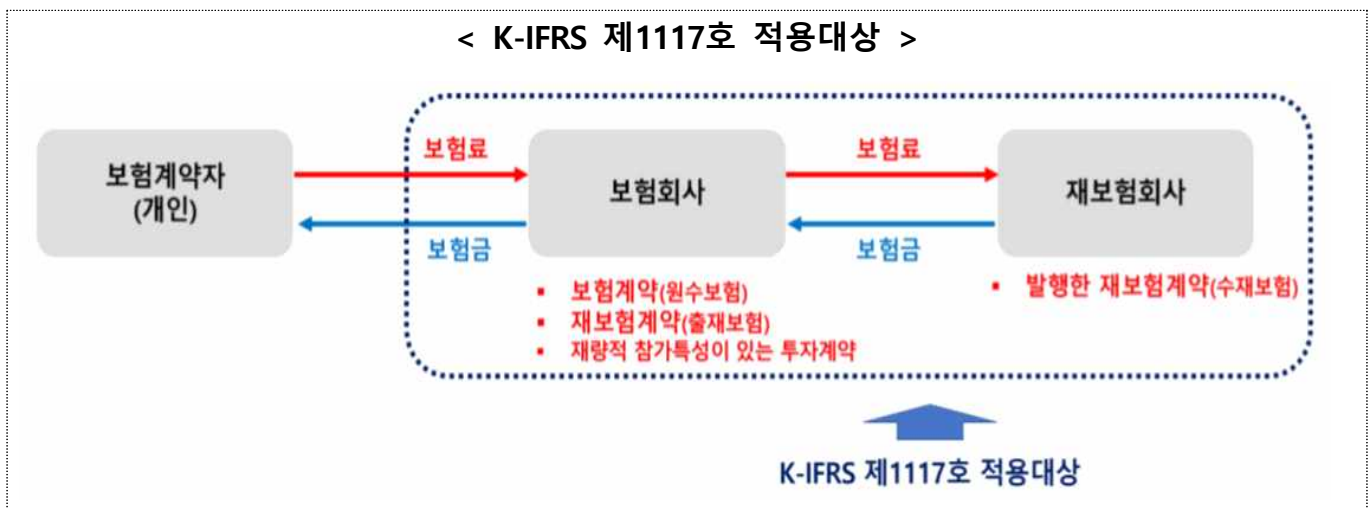 < K-IFRS 제1117호 적용대상 >
보험계약자
(개인)
보험료
보험금
보험회사
보험료
보험금
재보험회사
▪ 보험계약(원수보험)
▪ 재보험계약(출재보험)
▪ 재량적 참가특성이 있는 투자계약
▪ 발행한 재보험계약(수재보험)
K-IFRS 제1117호 적용대상